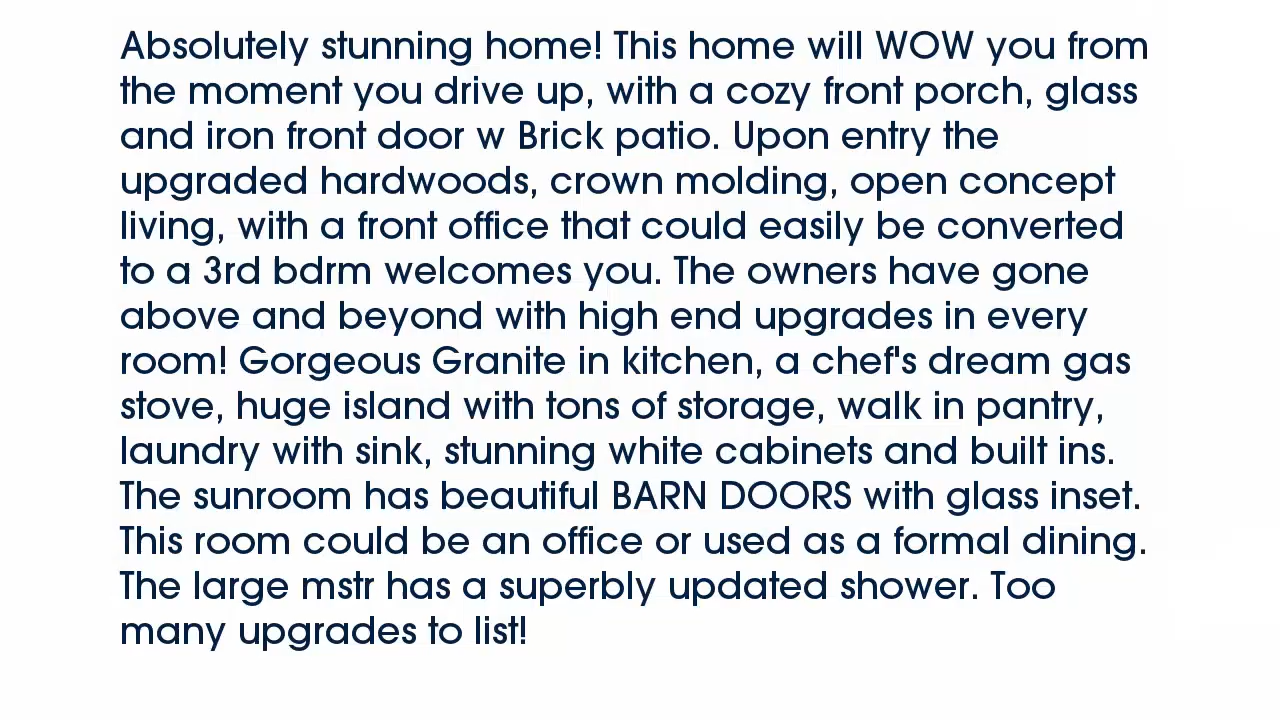 Absolutely stunning home! This home will WOW you from
the moment you drive up, with a cozy front porch, glass
and iron front door w Brick patio. Upon entry the
upgraded hardwoods, crown molding, open concept
living, with a front office that could easily be converted
to a 3rd bdrm welcomes you. The owners have gone
above and beyond with high end upgrades in every
room! Gorgeous Granite in kitchen, a chef's dream gas
stove, huge island with tons of storage, walk in pantry,
laundry with sink, stunning white cabinets and built ins.
The sunroom has beautiful BARN DOORS with glass inset.
This room could be an office or used as a formal dining.
The large mstr has a superbly updated shower. Too
many upgrades to list!